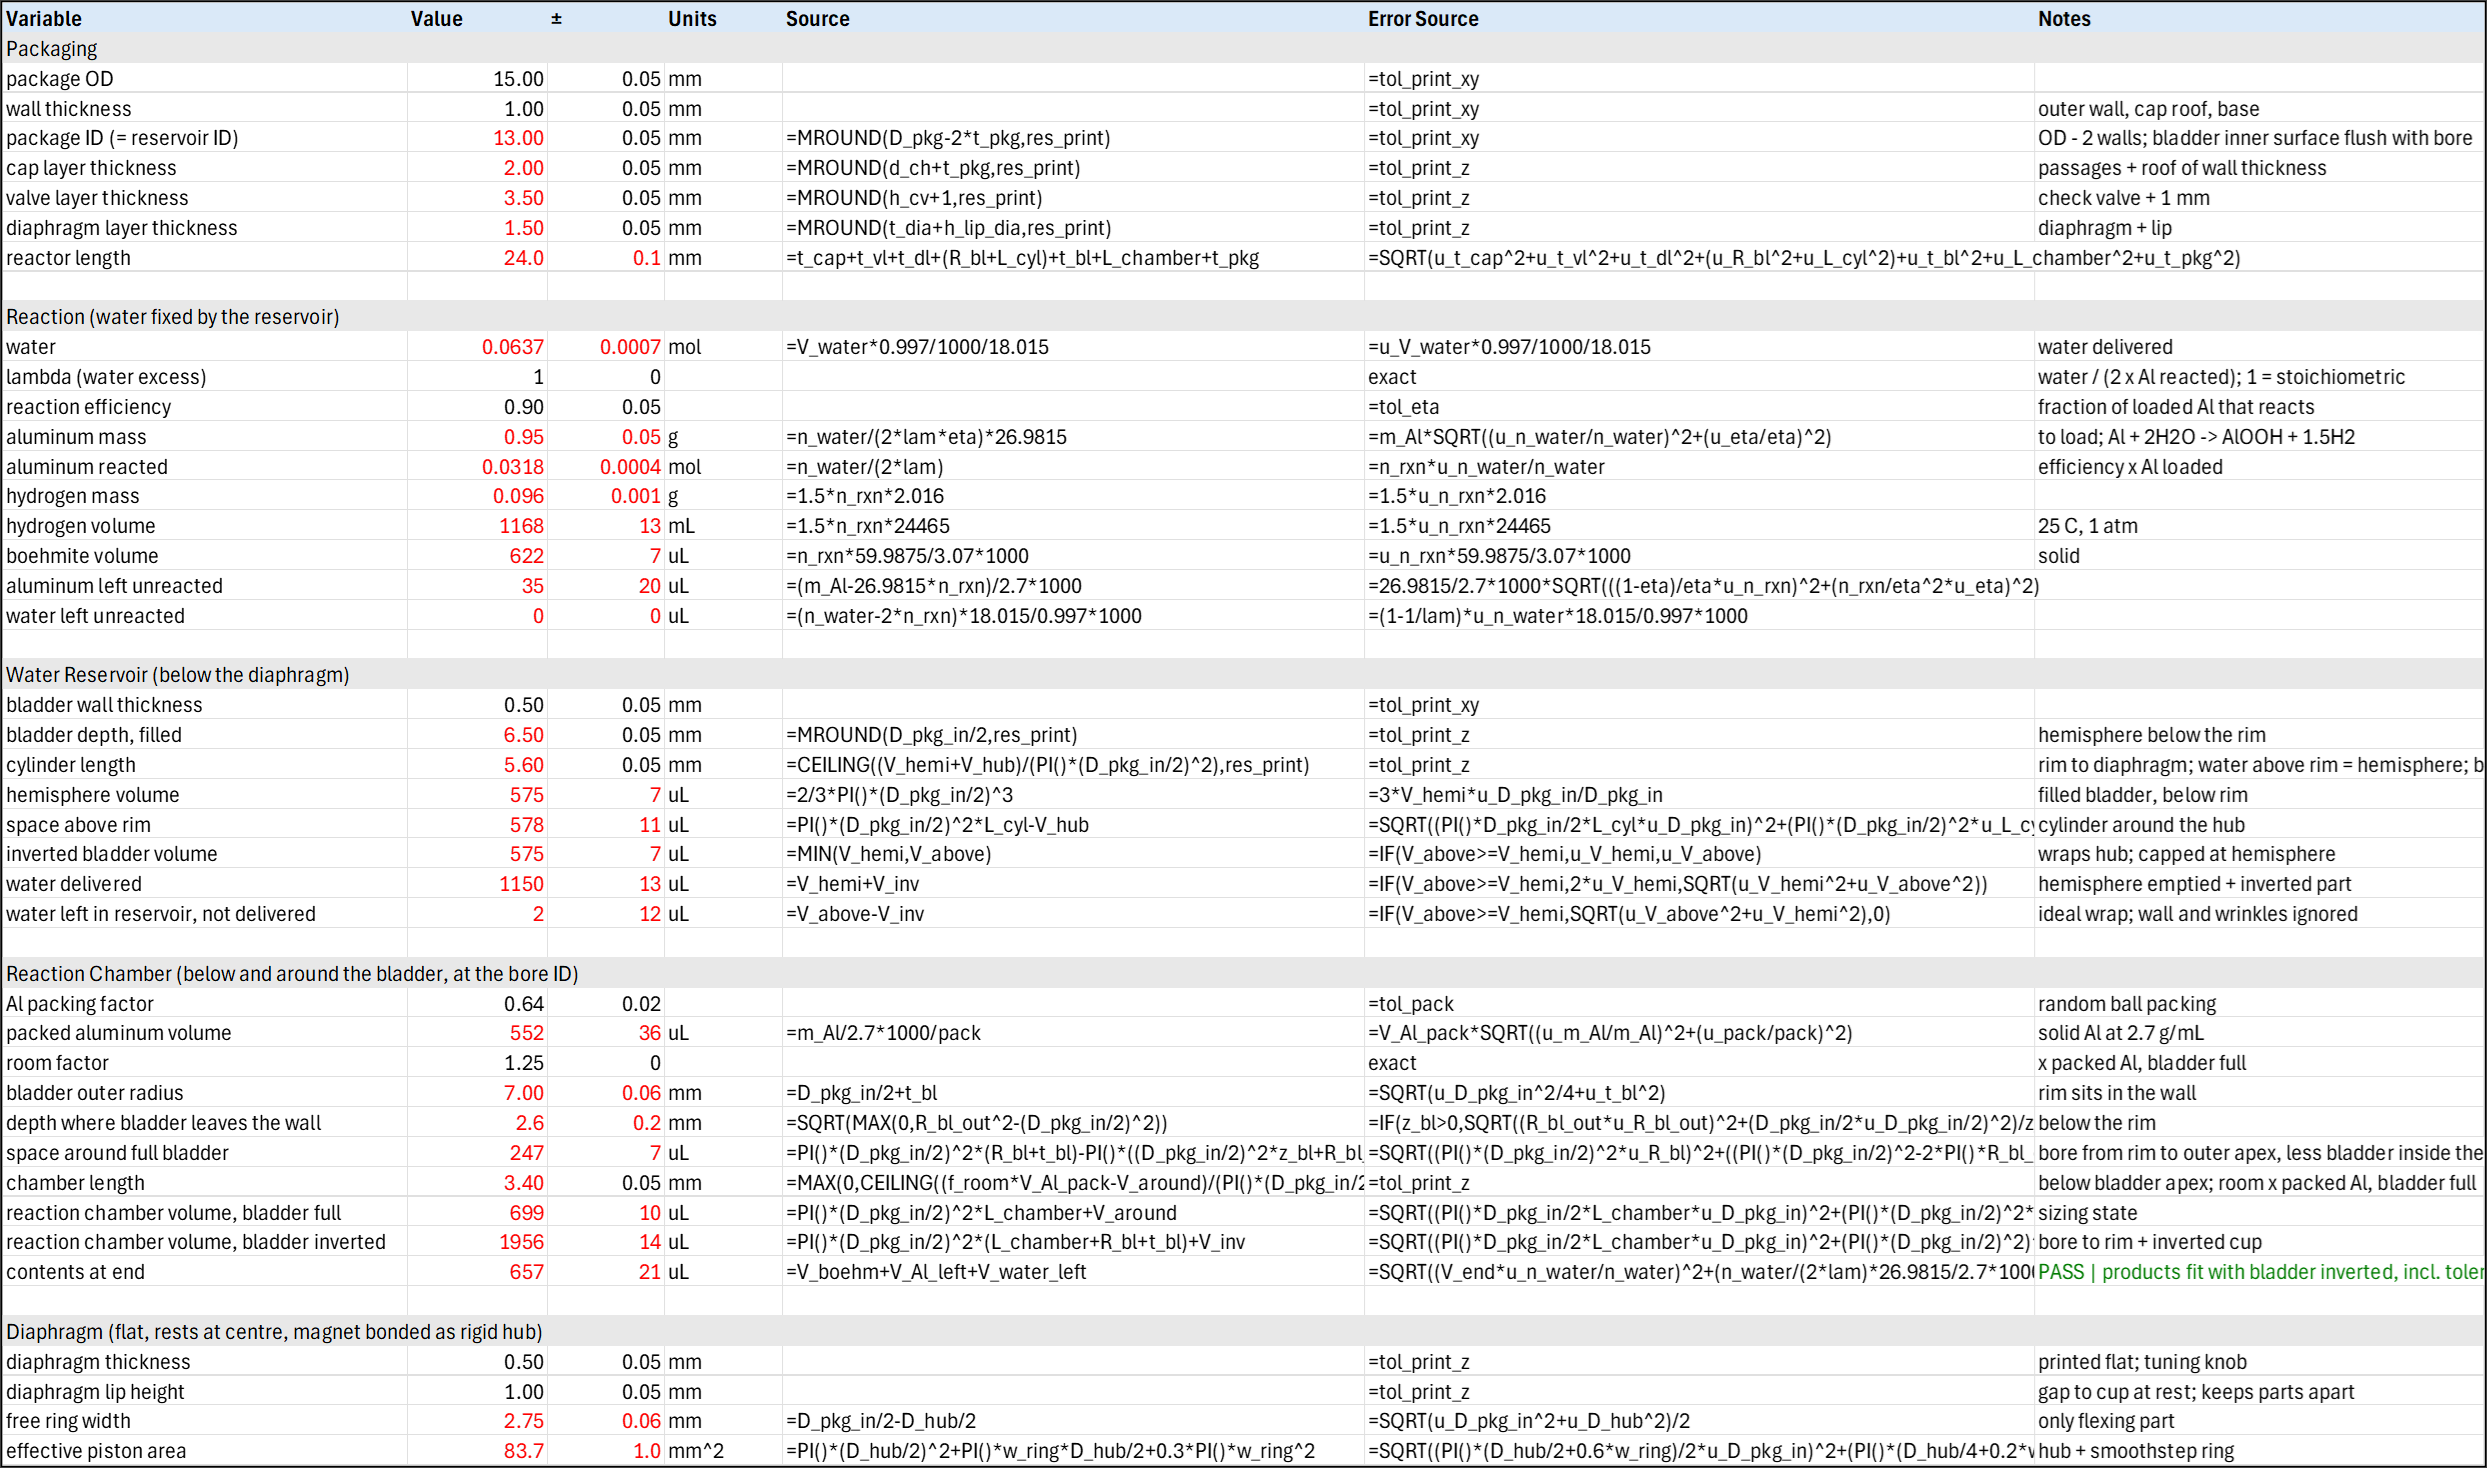 Variable Value ± Units Source Error Source Notes
Packaging
package OD 15.00 0.05 mm =tol_print_xy
wall thickness 1.00 0.05 mm =tol_print_xy outer wall, cap roof, base
package ID (= reservoir ID) 13.00 0.05 mm =MROUND(D_pkg-2*t_pkg,res_print) =tol_print_xy OD - 2 walls; bladder inner surface flush with bore
cap layer thickness 2.00 0.05 mm =MROUND(d_ch+t_pkg,res_print) =tol_print_z passages + roof of wall thickness
valve layer thickness 3.50 0.05 mm =MROUND(h_cv+1,res_print) =tol_print_z check valve + 1 mm
diaphragm layer thickness 1.50 0.05 mm =MROUND(t_dia+h_lip_dia,res_print) =tol_print_z diaphragm + lip
reactor length 24.0 0.1 mm =t_cap+t_vl+t_dl+(R_bl+L_cyl)+t_bl+L_chamber+t_pkg =SQRT(u_t_cap^2+u_t_vl^2+u_t_dl^2+(u_R_bl^2+u_L_cyl^2)+u_t_bl^2+u_L_chamber^2+u_t_pkg^2)
Reaction (water fixed by the reservoir)
water 0.0637 0.0007 mol =V_water*0.997/1000/18.015 =u_V_water*0.997/1000/18.015 water delivered
lambda (water excess) 1 0 exact water / (2 x Al reacted); 1 = stoichiometric
reaction efficiency 0.90 0.05 =tol_eta fraction of loaded Al that reacts
aluminum mass 0.95 0.05 g =n_water/(2*lam*eta)*26.9815 =m_Al*SQRT((u_n_water/n_water)^2+(u_eta/eta)^2) to load; Al + 2H2O -> AlOOH + 1.5H2
aluminum reacted 0.0318 0.0004 mol =n_water/(2*lam) =n_rxn*u_n_water/n_water efficiency x Al loaded
hydrogen mass 0.096 0.001 g =1.5*n_rxn*2.016 =1.5*u_n_rxn*2.016
hydrogen volume 1168 13 mL =1.5*n_rxn*24465 =1.5*u_n_rxn*24465 25 C, 1 atm
boehmite volume 622 7 uL =n_rxn*59.9875/3.07*1000 =u_n_rxn*59.9875/3.07*1000 solid
aluminum left unreacted 35 20 uL =(m_Al-26.9815*n_rxn)/2.7*1000 =26.9815/2.7*1000*SQRT(((1-eta)/eta*u_n_rxn)^2+(n_rxn/eta^2*u_eta)^2)
water left unreacted 0 0 uL =(n_water-2*n_rxn)*18.015/0.997*1000 =(1-1/lam)*u_n_water*18.015/0.997*1000
Water Reservoir (below the diaphragm)
bladder wall thickness 0.50 0.05 mm =tol_print_xy
bladder depth, filled 6.50 0.05 mm =MROUND(D_pkg_in/2,res_print) =tol_print_z hemisphere below the rim
cylinder length 5.60 0.05 mm =CEILING((V_hemi+V_hub)/(PI()*(D_pkg_in/2)^2),res_print) =tol_print_z rim to diaphragm; water above rim = hemisphere; b
hemisphere volume 575 7 uL =2/3*PI()*(D_pkg_in/2)^3 =3*V_hemi*u_D_pkg_in/D_pkg_in filled bladder, below rim
space above rim 578 11 uL =PI()*(D_pkg_in/2)^2*L_cyl-V_hub =SQRT((PI()*D_pkg_in/2*L_cyl*u_D_pkg_in)^2+(PI()*(D_pkg_in/2)^2*u_L_cy cylinder around the hub
inverted bladder volume 575 7 uL =MIN(V_hemi,V_above) =IF(V_above>=V_hemi,u_V_hemi,u_V_above) wraps hub; capped at hemisphere
water delivered 1150 13 uL =V_hemi+V_inv =IF(V_above>=V_hemi,2*u_V_hemi,SQRT(u_V_hemi^2+u_V_above^2)) hemisphere emptied + inverted part
water left in reservoir, not delivered 2 12 uL =V_above-V_inv =IF(V_above>=V_hemi,SQRT(u_V_above^2+u_V_hemi^2),0) ideal wrap; wall and wrinkles ignored
Reaction Chamber (below and around the bladder, at the bore ID)
Al packing factor 0.64 0.02 =tol_pack random ball packing
packed aluminum volume 552 36 uL =m_Al/2.7*1000/pack =V_Al_pack*SQRT((u_m_Al/m_Al)^2+(u_pack/pack)^2) solid Al at 2.7 g/mL
room factor 1.25 0 exact x packed Al, bladder full
bladder outer radius 7.00 0.06 mm =D_pkg_in/2+t_bl =SQRT(u_D_pkg_in^2/4+u_t_bl^2) rim sits in the wall
depth where bladder leaves the wall 2.6 0.2 mm =SQRT(MAX(0,R_bl_out^2-(D_pkg_in/2)^2)) =IF(z_bl>0,SQRT((R_bl_out*u_R_bl_out)^2+(D_pkg_in/2*u_D_pkg_in/2)^2)/z below the rim
space around full bladder 247 7 uL =PI()*(D_pkg_in/2)^2*(R_bl+t_bl)-PI()*((D_pkg_in/2)^2*z_bl+R_bl_ =SQRT((PI()*(D_pkg_in/2)^2*u_R_bl)^2+((PI()*(D_pkg_in/2)^2-2*PI()*R_bl_ bore from rim to outer apex, less bladder inside the
chamber length 3.40 0.05 mm =MAX(0,CEILING((f_room*V_Al_pack-V_around)/(PI()*(D_pkg_in/2 =tol_print_z below bladder apex; room x packed Al, bladder full
reaction chamber volume, bladder full 699 10 uL =PI()*(D_pkg_in/2)^2*L_chamber+V_around =SQRT((PI()*D_pkg_in/2*L_chamber*u_D_pkg_in)^2+(PI()*(D_pkg_in/2)^2* sizing state
reaction chamber volume, bladder inverted 1956 14 uL =PI()*(D_pkg_in/2)^2*(L_chamber+R_bl+t_bl)+V_inv =SQRT((PI()*D_pkg_in/2*L_chamber*u_D_pkg_in)^2+(PI()*(D_pkg_in/2)^2) bore to rim + inverted cup
contents at end 657 21 uL =V_boehm+V_Al_left+V_water_left =SQRT((V_end*u_n_water/n_water)^2+(n_water/(2*lam)*26.9815/2.7*100 PASS | products fit with bladder inverted, incl. toler
Diaphragm (flat, rests at centre, magnet bonded as rigid hub)
diaphragm thickness 0.50 0.05 mm =tol_print_z printed flat; tuning knob
diaphragm lip height 1.00 0.05 mm =tol_print_z gap to cup at rest; keeps parts apart
free ring width 2.75 0.06 mm =D_pkg_in/2-D_hub/2 =SQRT(u_D_pkg_in^2+u_D_hub^2)/2 only flexing part
effective piston area 83.7 1.0 mm^2 =PI()*(D_hub/2)^2+PI()*w_ring*D_hub/2+0.3*PI()*w_ring^2 =SQRT((PI()*(D_hub/2+0.6*w_ring)/2*u_D_pkg_in)^2+(PI()*(D_hub/4+0.2*w hub + smoothstep ring